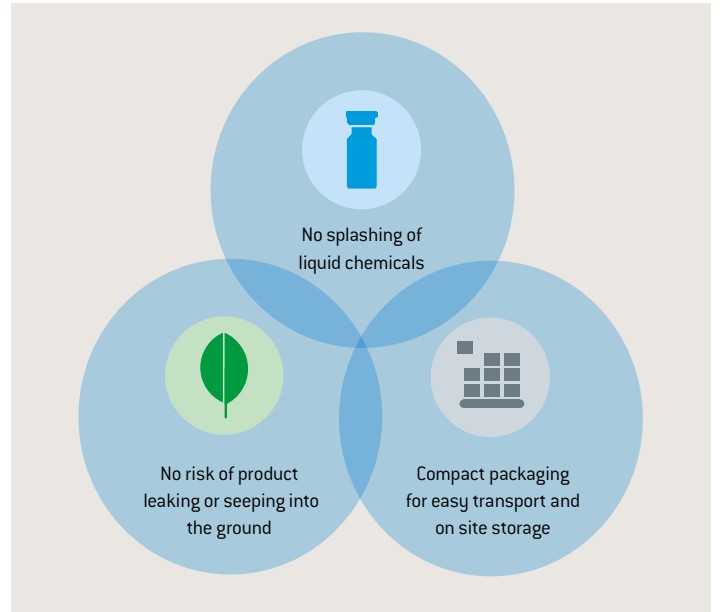 No splashing of
liquid chemicals
No risk of product
leaking or seeping into
the ground
Compact packaging
for easy transport and
on site storage